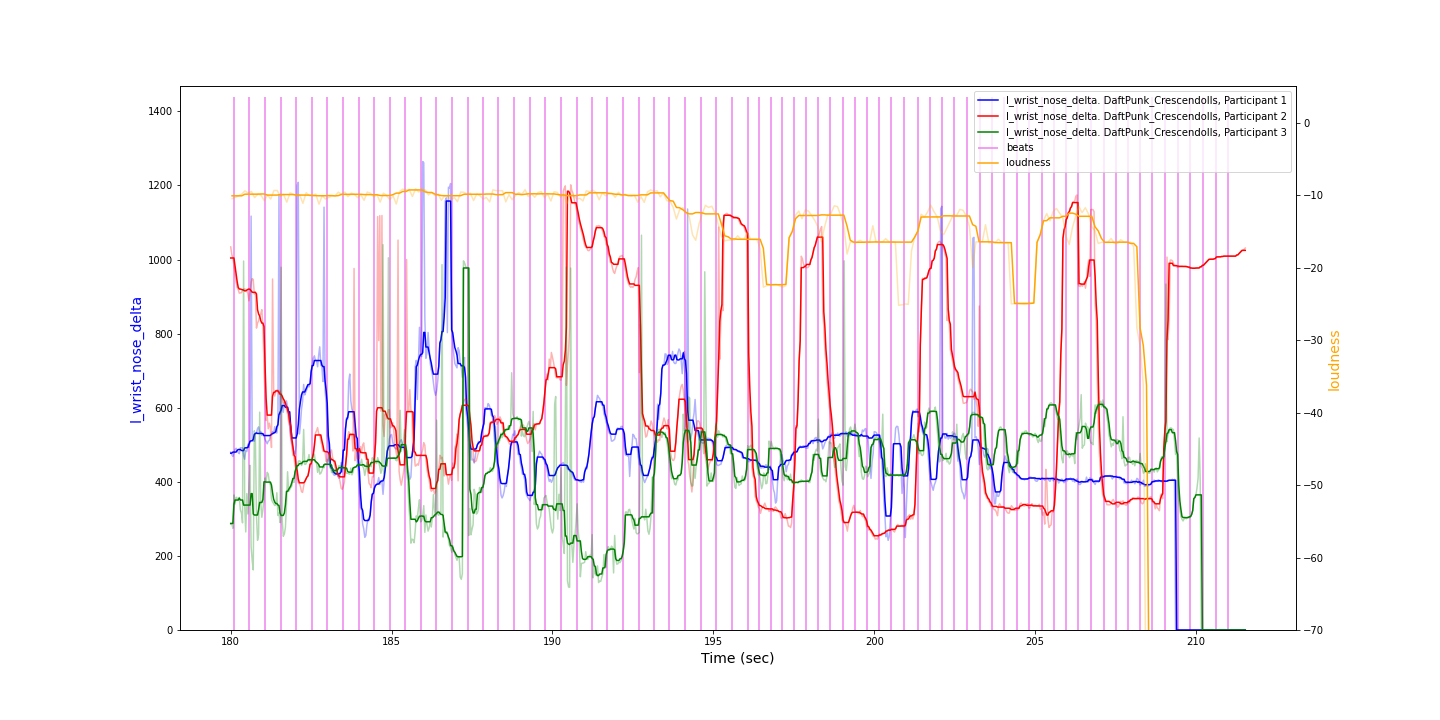 l_wrist_nose_delta. DaftPunk_Crescendolls, Participant 1
l_wrist_nose_delta. DaftPunk_Crescendolls, Participant 2
l_wrist_nose_delta. DaftPunk_Crescendolls, Participant 3
beats
loudness
1400
1200
1000
800
600
400
200
0
l_wrist_nose_delta
0
−10
−20
−30
−40
−50
−60
−70
loudness
180 185 190 195 200 205 210
Time (sec)